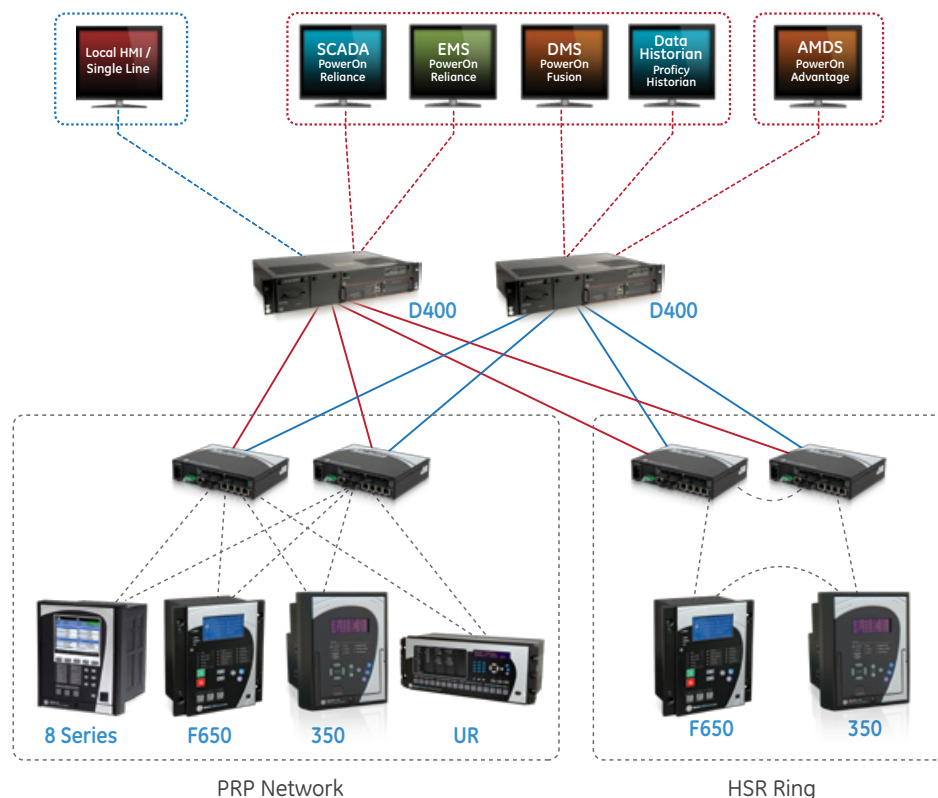 Local HMI /
Single Line
SCADA
PowerOn
Reliance
EMS
PowerOn
Reliance
DMS
PowerOn
Fusion
Data
Historian
Proficy
Historian
AMDS
PowerOn
Advantage
D400
D400
8 Series
F650
350
UR
F650
350
PRP Network
HSR Ring